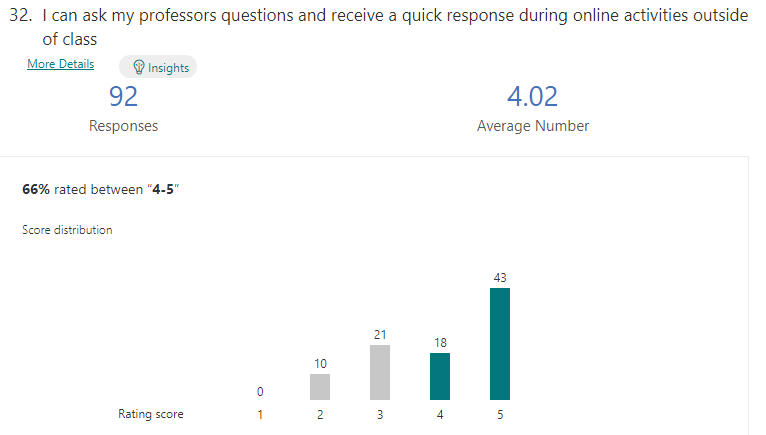 32. I can ask my professors questions and receive a quick response during online activities outside
of class
More Details
Insights
92
4.02
Responses
Average Number
66% rated between "4-5"
Score distribution
43
21
18
10
0
Rating score 1 2 3 4 5